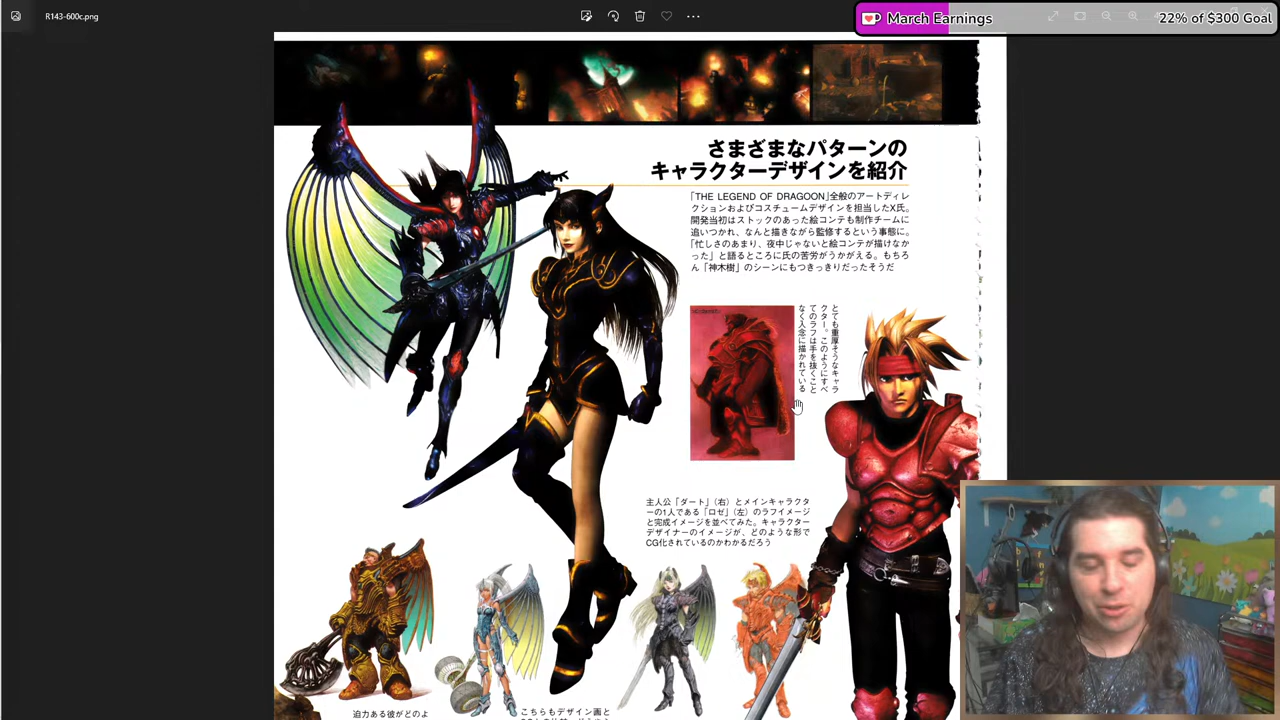 R143-600c.png
March Earnings
22% of $300 Goal
さまざまなパターンの
キャラクターデザインを紹介
「THE LEGEND OF DRAGOON」全般のアートディレ
クションおよびコスチュームデザインを担当したX氏。
開発当初はストックのあった絵コンテも制作チームに
追いつかれ、なんと描きながら監修するという事態に。
「忙しさのあまり、夜中じゃないと絵コンテが描けなか
った」と語るところに氏の苦労がうかがえる。もちろ
ん「神木樹」のシーンにもつきっきりだったそうだ
とても重厚そうなキャラ
クター。このようにすべ
てのラフは手を抜くこと
なく入念に描かれている
主人公「ダート」（右）とメインキャラクタ
ーの1人である「ロゼ」（左）のラフイメージ
と完成イメージを並べてみた。キャラクター
デザイナーのイメージが、どのような形で
CG化されているのかわかるだろう
迫力ある彼がどのよ
こちらもデザイン画と